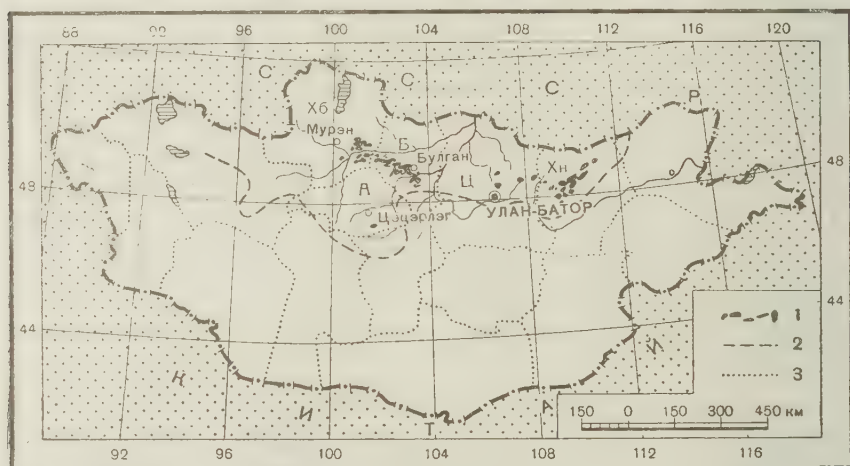 88 96 100 104 108 112 116 120
С С С Р
Хб
Мурэн
Б
Булган
Хн
48
49
А
Ц
Цэцэрлэг
УЛАН-БАТОР
44
44
1
2
3
К И Т А Й
150 0 150 300 450 км
92 96 100 104 108 112 116